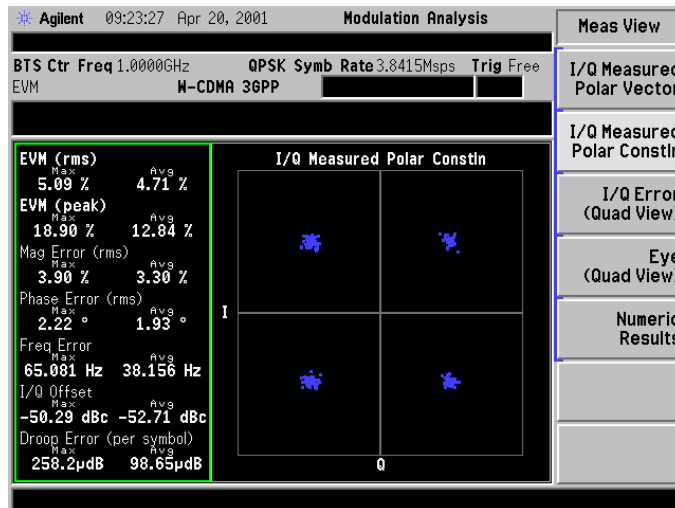 Agilent 09:23:27 Apr 20, 2001 Modulation Analysis
Meas View
BTS Ctr Freq 1.0000GHz QPSK Symb Rate 3.8415Msps Trig Free
EVM W-CDMA 3GPP
I/Q Measured
Polar Vector
I/Q Measured
Polar Constln
I/Q Error
(Quad View)
Eye
(Quad View)
Numeric
Results
EVM (rms)
Max Avg
5.09 % 4.71 %
EVM (peak)
Max Avg
18.90 % 12.84 %
Mag Error (rms)
Max Avg
3.90 % 3.30 %
Phase Error (rms)
Max Avg
2.22 ° 1.93 °
Freq Error
Max Avg
65.081 Hz 38.156 Hz
I/Q Offset
Max Avg
-50.29 dBc -52.71 dBc
Droop Error (per symbol)
Max Avg
258.2µdB 98.65µdB
I/Q Measured Polar Constln
I
Q